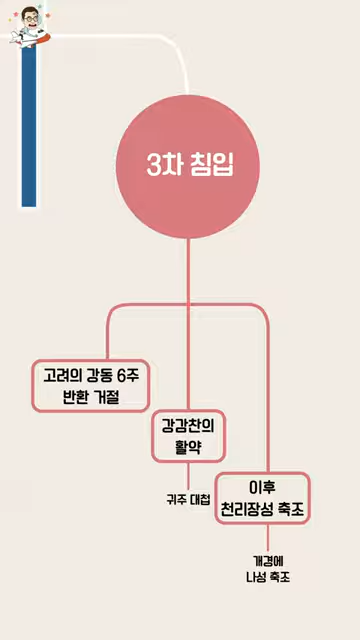 3차 침입
고려의 강동 6주
반환 거절
강감찬의
활약
귀주 대첩
이후
천리장성 축조
개경에
나성 축조